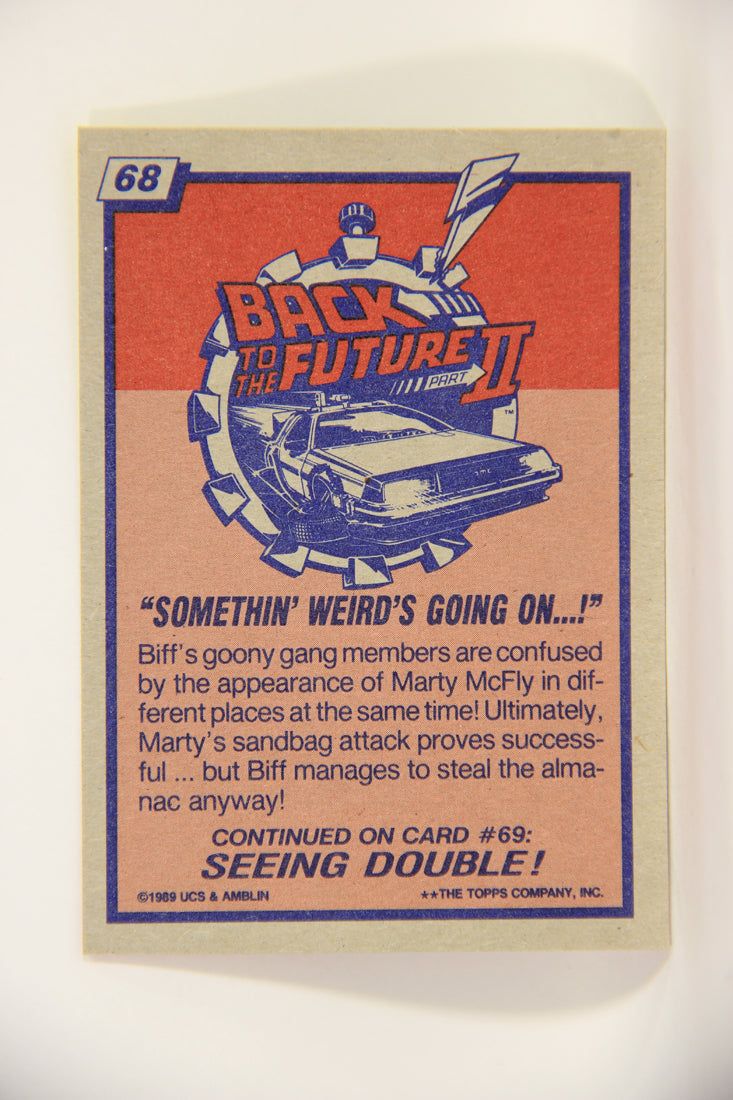 68
BACK
TO THE FUTURE
PART II
TM
DMC
“SOMETHIN’ WEIRD’S GOING ON...!”
Biff’s goony gang members are confused
by the appearance of Marty McFly in dif-
ferent places at the same time! Ultimately,
Marty’s sandbag attack proves success-
ful ... but Biff manages to steal the alma-
nac anyway!
CONTINUED ON CARD #69:
SEEING DOUBLE!
©1989 UCS & AMBLIN **THE TOPPS COMPANY, INC.